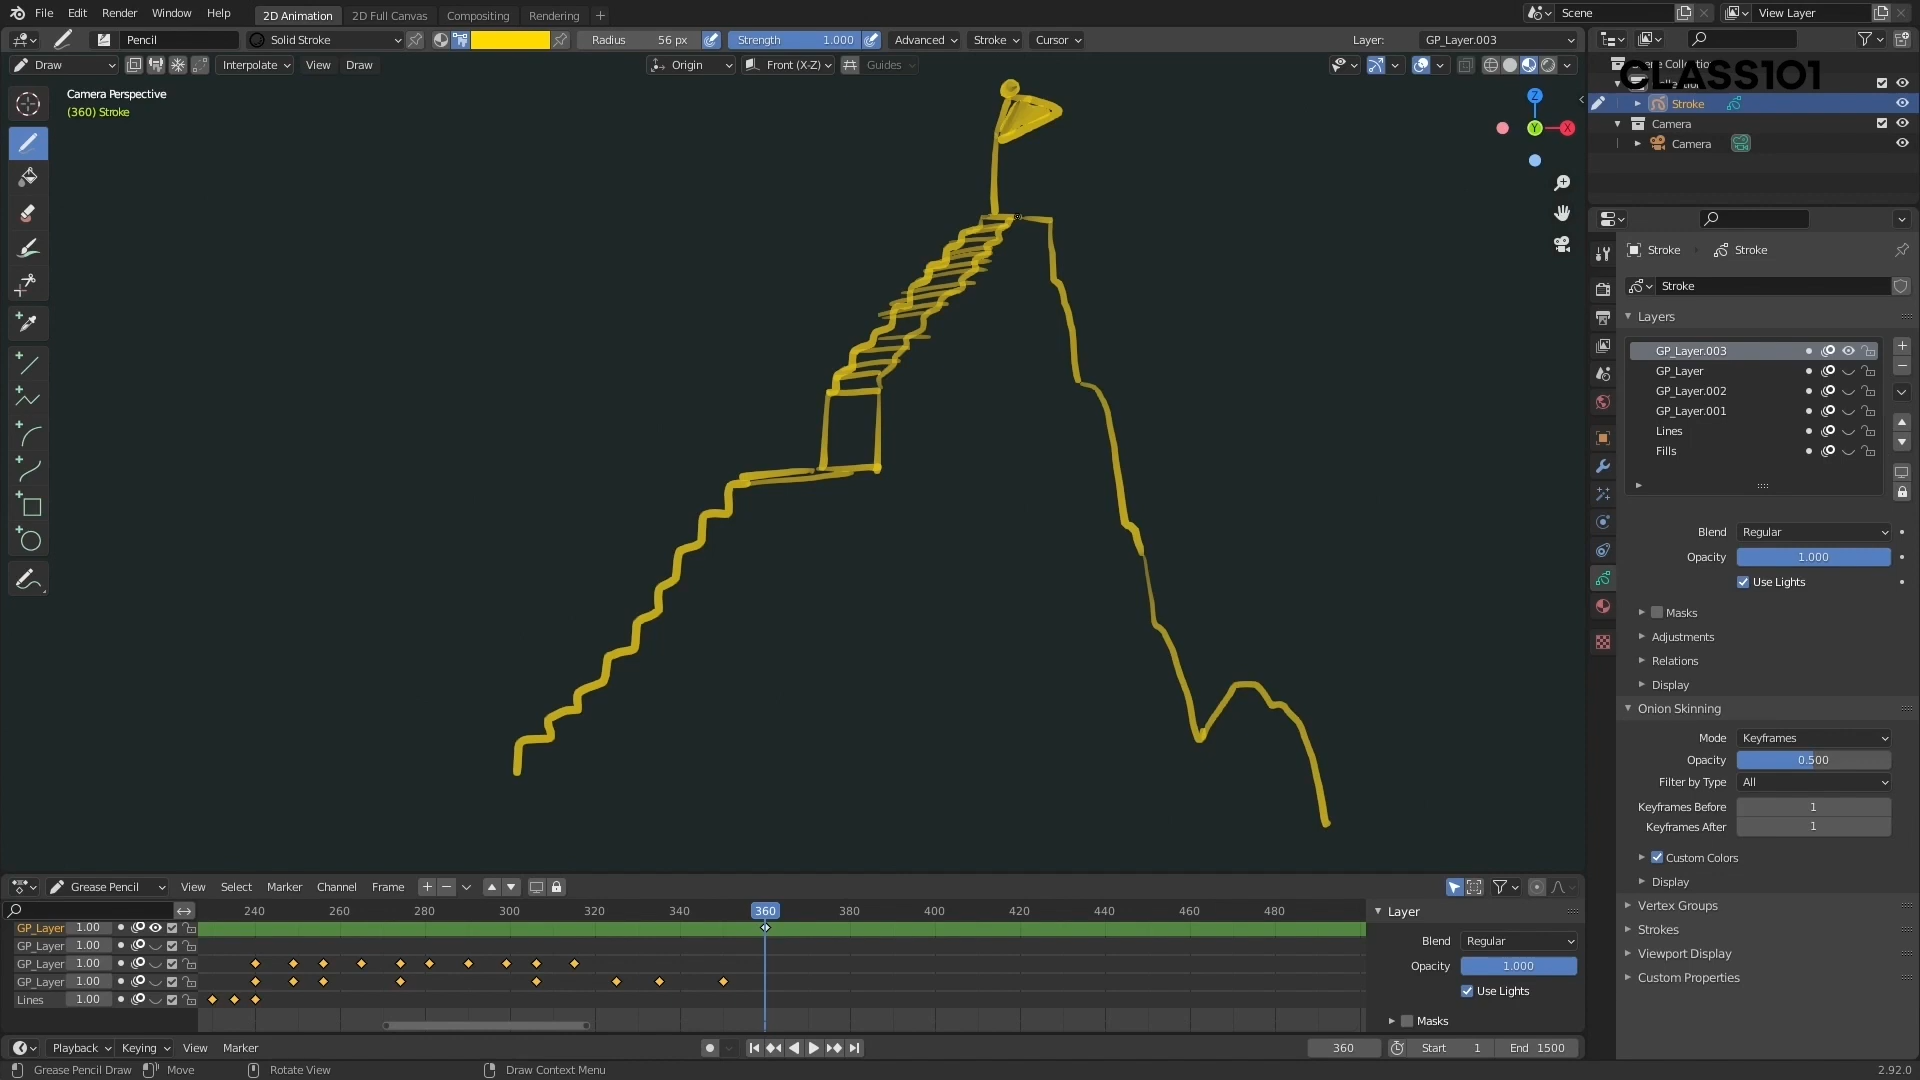 File Edit Render Window Help 2D Animation 2D Full Canvas Compositing Rendering + Scene View Layer
Pencil Solid Stroke Radius 56 px Strength 1.000 Advanced Stroke Cursor Layer: GP_Layer.003
Draw Interpolate View Draw Origin Front (X-Z) Guides
Camera Perspective
(360) Stroke
Z
Y
X
CLASS101
Stroke
Camera
Camera
Stroke Stroke
Stroke
Layers
GP_Layer.003
GP_Layer
GP_Layer.002
GP_Layer.001
Lines
Fills
Blend Regular
Opacity 1.000
Use Lights
Masks
Adjustments
Relations
Display
Onion Skinning
Mode Keyframes
Opacity 0.500
Filter by Type All
Keyframes Before 1
Keyframes After 1
Custom Colors
Display
Vertex Groups
Strokes
Viewport Display
Custom Properties
Grease Pencil View Select Marker Channel Frame
240 260 280 300 320 340 360 380 400 420 440 460 480
GP_Layer 1.00
GP_Layer 1.00
GP_Layer 1.00
GP_Layer 1.00
Lines 1.00
Layer
Blend Regular
Opacity 1.000
Use Lights
Masks
Playback Keying View Marker 360 Start 1 End 1500
Grease Pencil Draw Move Rotate View Draw Context Menu 2.92.0